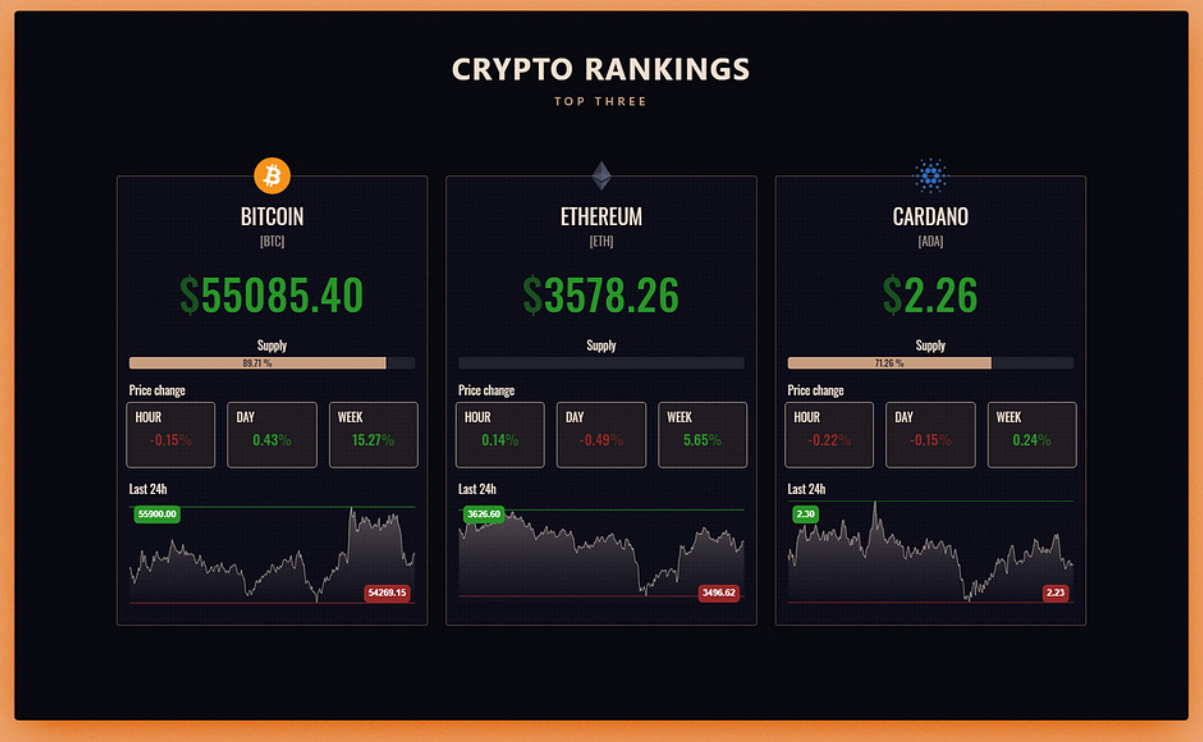 CRYPTO RANKINGS
TOP THREE
BITCOIN
[BTC]
$55085.40
Supply
89.71 %
Price change
HOUR
-0.15%
DAY
0.43%
WEEK
15.27%
Last 24h
55900.00
54269.15
ETHEREUM
[ETH]
$3578.26
Supply
Price change
HOUR
0.14%
DAY
-0.49%
WEEK
5.65%
Last 24h
3626.60
3496.62
CARDANO
[ADA]
$2.26
Supply
71.26 %
Price change
HOUR
-0.22%
DAY
-0.15%
WEEK
0.24%
Last 24h
2.30
2.23